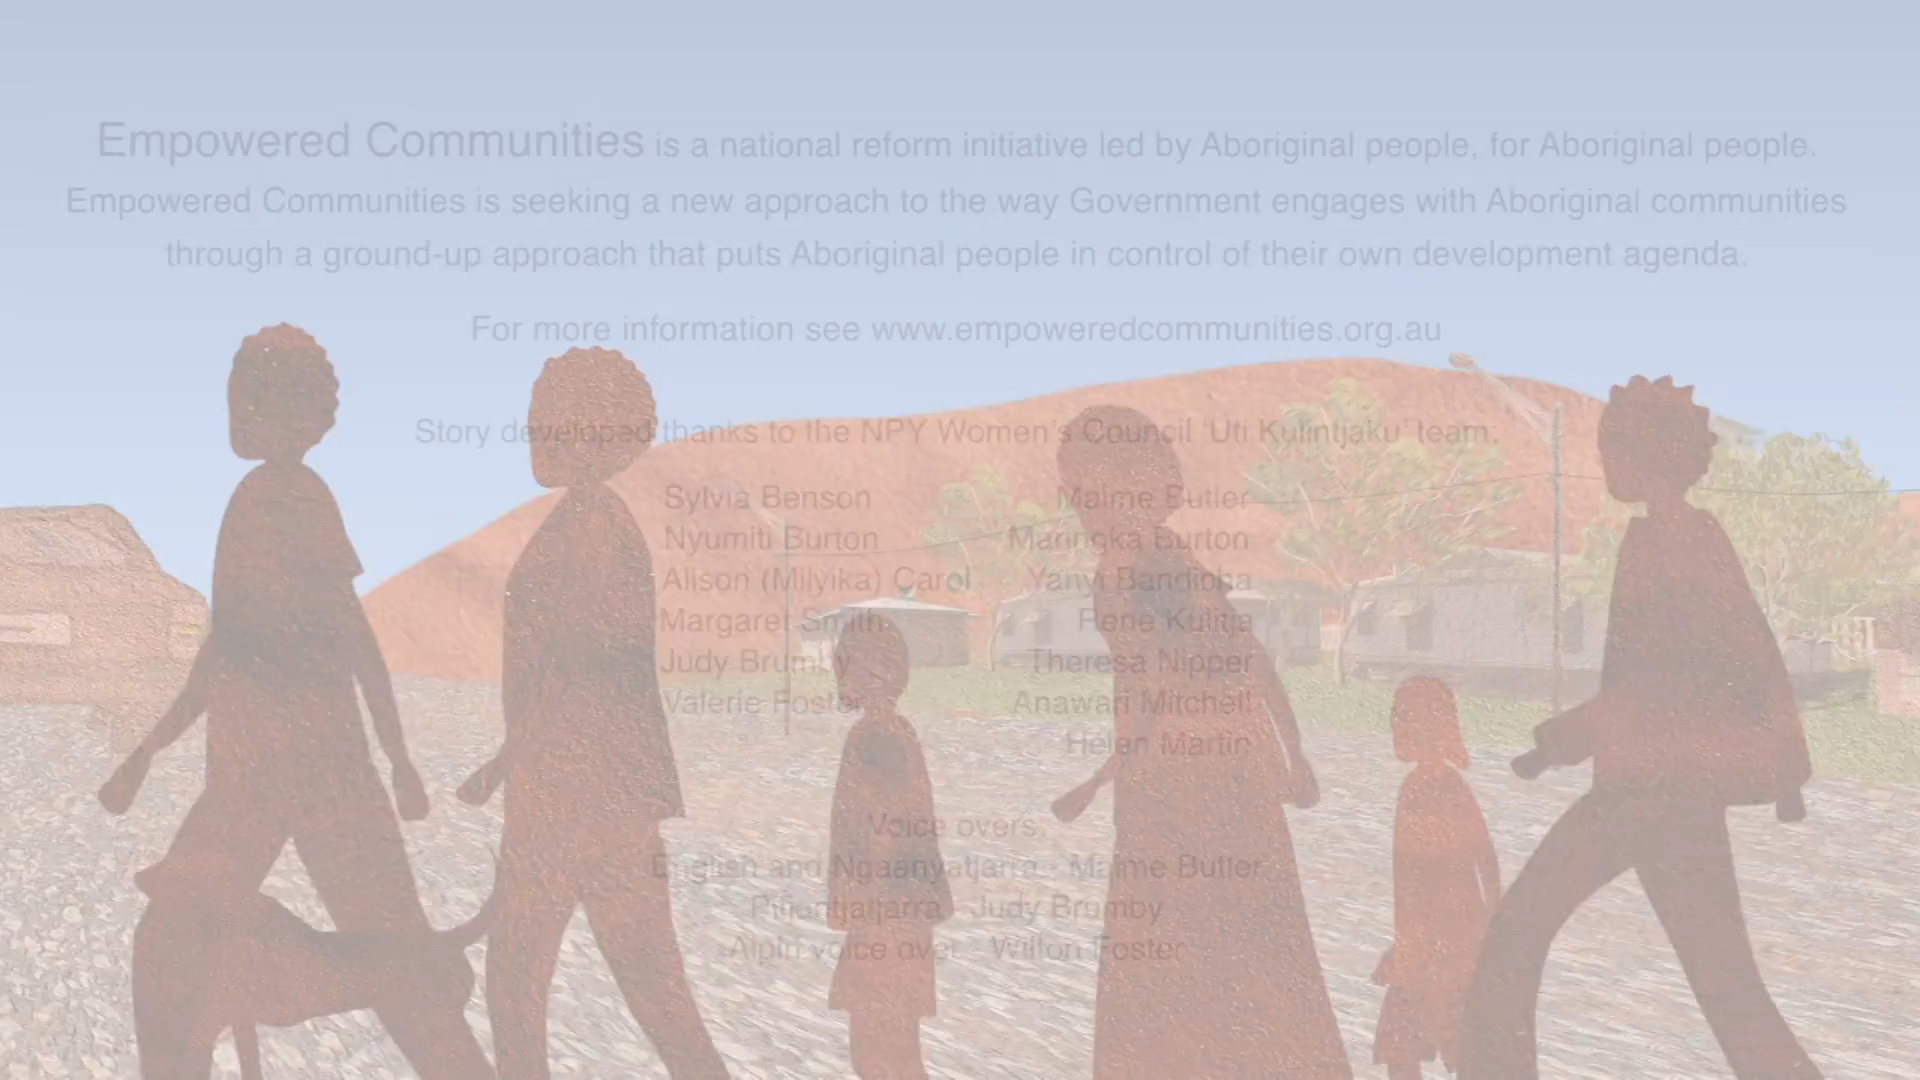 Empowered Communities is a national reform initiative led by Aboriginal people, for Aboriginal people.
Empowered Communities is seeking a new approach to the way Government engages with Aboriginal communities
through a ground-up approach that puts Aboriginal people in control of their own development agenda.
For more information see www.empoweredcommunities.org.au
Story developed thanks to the NPY Women's Council 'Uti Kulintjaku' team:
Sylvia Benson Maime Butler
Nyumiti Burton Maringka Burton
Alison (Milyika) Carol Yanyi Bandicha
Margaret Smith Rene Kulitja
Judy Brumby Theresa Nipper
Valerie Foster Anawari Mitchell
Helen Martin
Voice overs:
English and Ngaanyatjarra - Maime Butler
Judy Brumby
Alpiri voice over - Wilton Foster